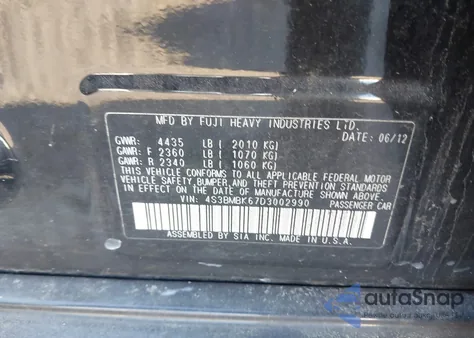 MFD BY FUJI HEAVY INDUSTRIES LTD.
DATE: 06/12
GVWR: 4435 LB ( 2010 KG)
GAWR: F 2360 LB ( 1070 KG)
GAWR: R 2340 LB ( 1060 KG)
THIS VEHICLE CONFORMS TO ALL APPLICABLE FEDERAL MOTOR
VEHICLE SAFETY, BUMPER, AND THEFT PREVENTION STANDARDS
IN EFFECT ON THE DATE OF MANUFACTURE SHOWN ABOVE.
VIN: 4S3BMBK67D3002990 PASSENGER CAR
ASSEMBLED BY SIA INC. MADE IN U.S.A.
autoSnap
www.autosnap